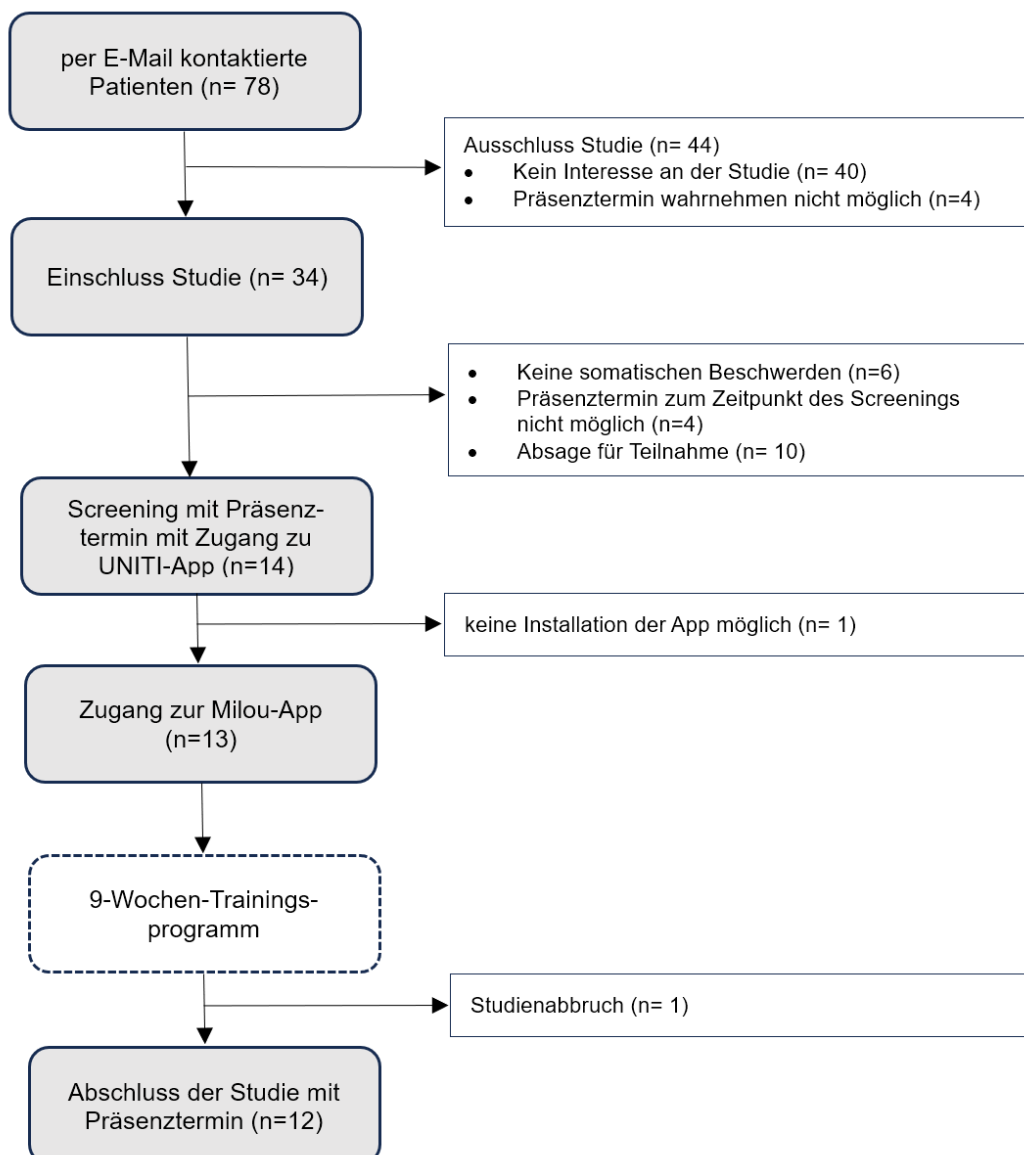 per E-Mail kontaktierte
Patienten (n= 78)
Ausschluss Studie (n= 44)
• Kein Interesse an der Studie (n= 40)
• Präsenztermin wahrnehmen nicht möglich (n=4)
Einschluss Studie (n= 34)
• Keine somatischen Beschwerden (n=6)
• Präsenztermin zum Zeitpunkt des Screenings
nicht möglich (n=4)
• Absage für Teilnahme (n= 10)
Screening mit Präsenz-
termin mit Zugang zu
UNITI-App (n=14)
keine Installation der App möglich (n= 1)
Zugang zur Milou-App
(n=13)
9-Wochen-Trainings-
programm
Studienabbruch (n= 1)
Abschluss der Studie mit
Präsenztermin (n=12)